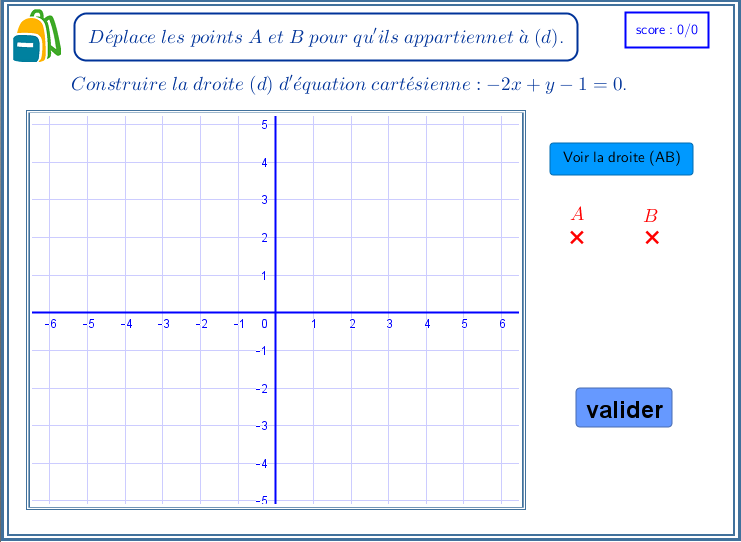 Déplace les points A et B pour qu'ils appartiennet à (d).
score : 0/0
Construire la droite (d) d'équation cartésienne : −2x + y − 1 = 0.
Voir la droite (AB)
A B
5
4
3
2
1
-6 -5 -4 -3 -2 -1 0 1 2 3 4 5 6
-1
-2
-3
-4
-5
valider